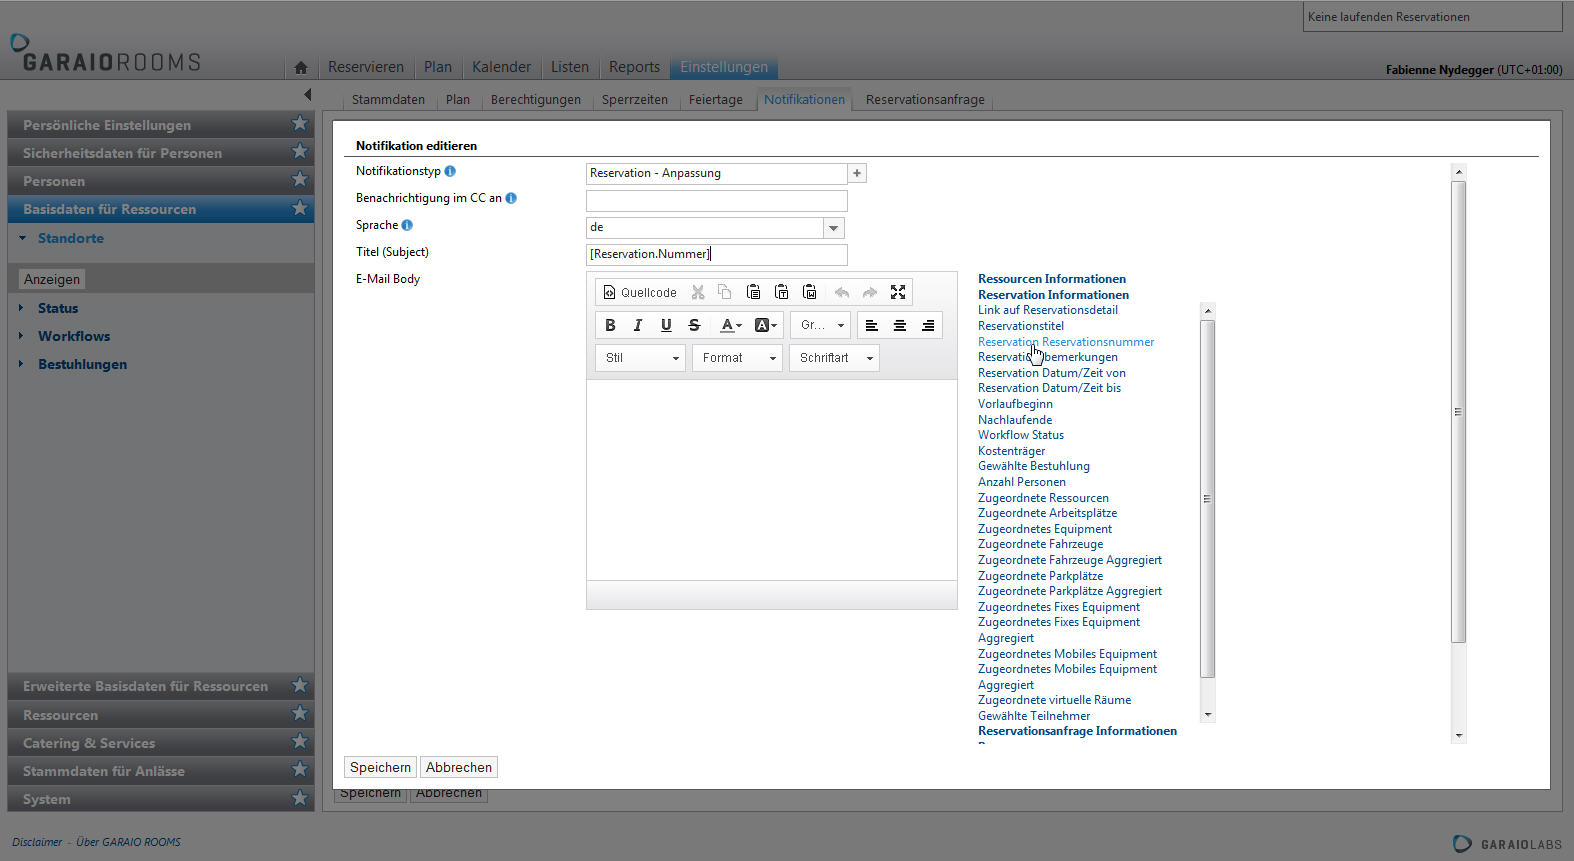 Keine laufenden Reservationen
GARAIOROOMS
Reservieren Plan Kalender Listen Reports Einstellungen
Fabienne Nydegger (UTC+01:00)
Stammdaten Plan Berechtigungen Sperrzeiten Feiertage Notifikationen Reservationsanfrage
Persönliche Einstellungen
Sicherheitsdaten für Personen
Personen
Basisdaten für Ressourcen
Standorte
Anzeigen
Status
Workflows
Bestuhlungen
Erweiterte Basisdaten für Ressourcen
Ressourcen
Catering & Services
Stammdaten für Anlässe
System
Notifikation editieren
Notifikationstyp Reservation - Anpassung +
Benachrichtigung im CC an
Sprache de
Titel (Subject) [Reservation.Nummer]
E-Mail Body
Quellcode
B I U S A A Gr...
Stil Format Schriftart
Ressourcen Informationen
Reservation Informationen
Link auf Reservationsdetail
Reservationstitel
Reservation Reservationsnummer
Reservation Datum/Zeit von
Reservation Datum/Zeit bis
Vorlaufbeginn
Nachlaufende
Workflow Status
Kostenträger
Gewählte Bestuhlung
Anzahl Personen
Zugeordnete Ressourcen
Zugeordnete Arbeitsplätze
Zugeordnetes Equipment
Zugeordnete Fahrzeuge
Zugeordnete Fahrzeuge Aggregiert
Zugeordnete Parkplätze
Zugeordnete Parkplätze Aggregiert
Zugeordnetes Fixes Equipment
Zugeordnetes Fixes Equipment
Aggregiert
Zugeordnetes Mobiles Equipment
Zugeordnetes Mobiles Equipment
Aggregiert
Zugeordnete virtuelle Räume
Gewählte Teilnehmer
Reservationsanfrage Informationen
Speichern Abbrechen
Speichern Abbrechen
Disclaimer - Über GARAIO ROOMS
GARAIOLABS